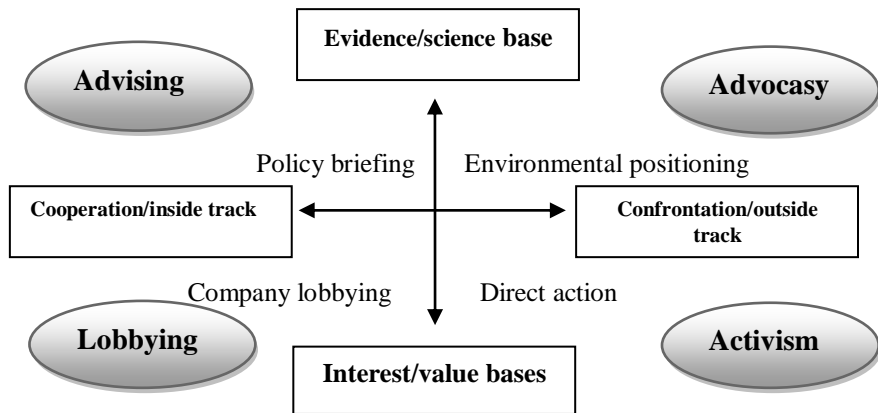 Evidence/science base
Advising
Advocasy
Policy briefing
Environmental positioning
Cooperation/inside track
Confrontation/outside
track
Company lobbying
Direct action
Lobbying
Activism
Interest/value bases